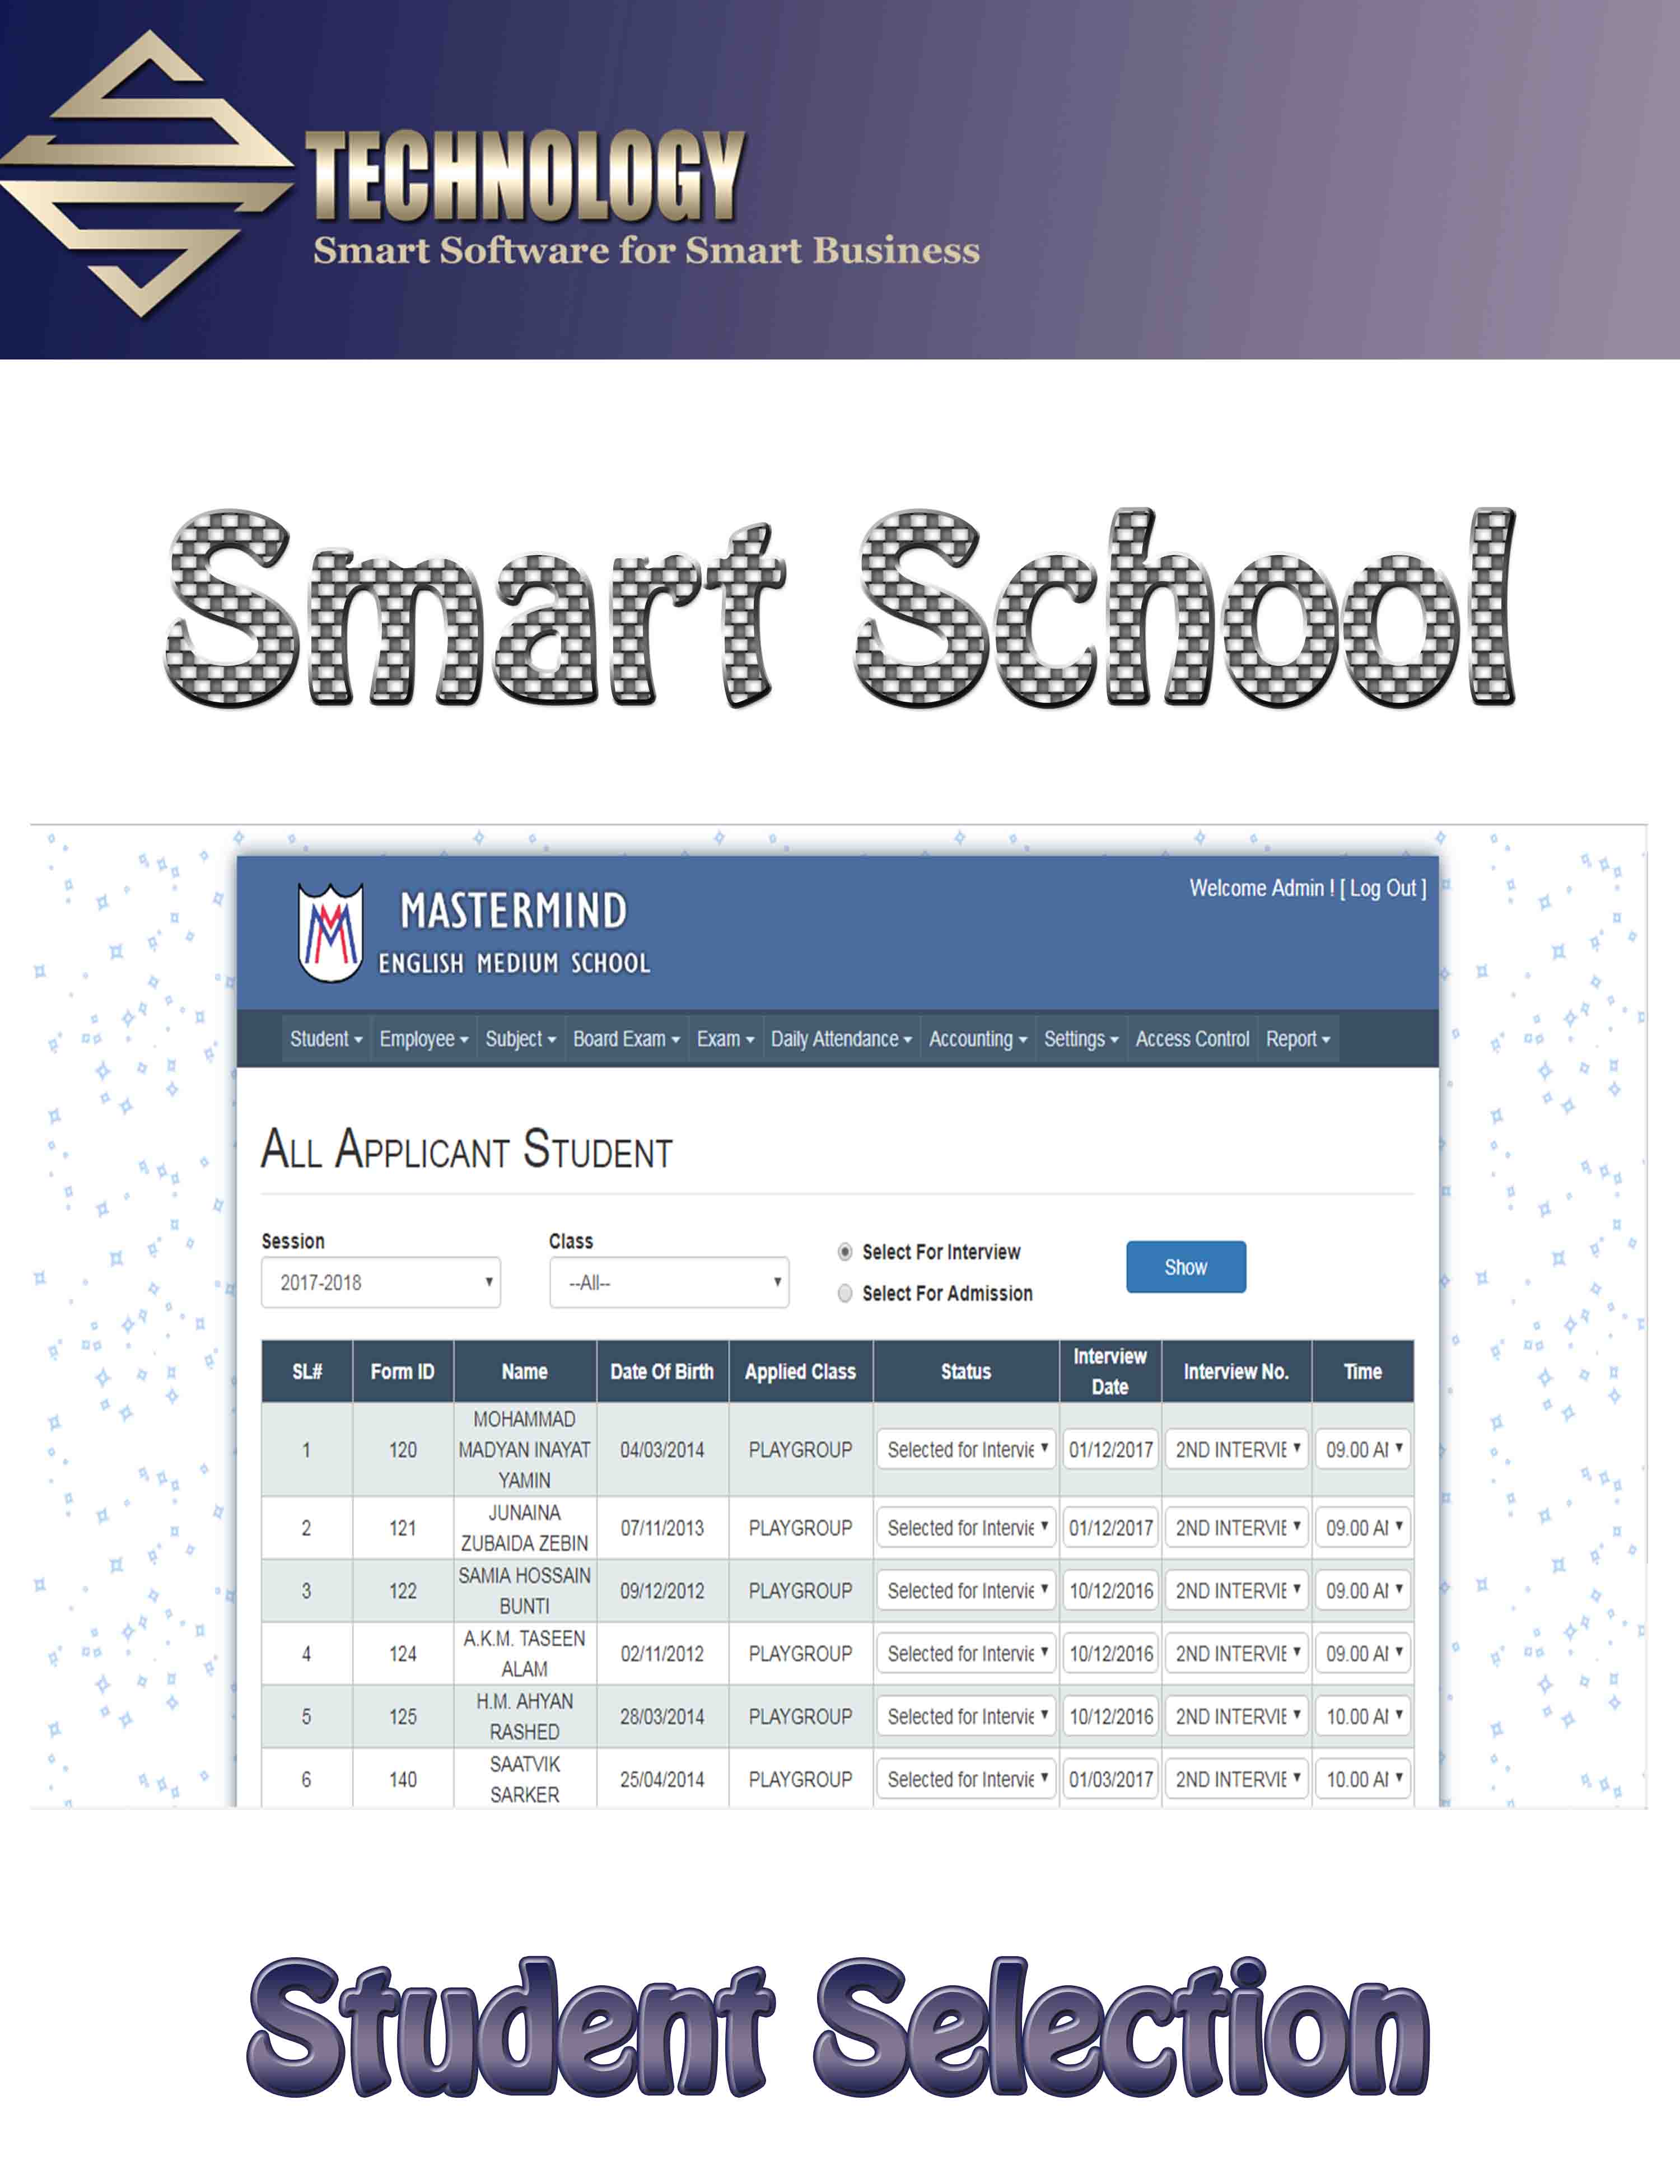 TECHNOLOGY
Smart Software for Smart Business
Smart School
MASTERMIND
ENGLISH MEDIUM SCHOOL
Welcome Admin ! [ Log Out ]
Student Employee Subject Board Exam Exam Daily Attendance Accounting Settings Access Control Report
ALL APPLICANT STUDENT
Session Class
Select For Interview
2017-2018 --All-- Show
Select For Admission
SL# Form ID Name Date Of Birth Applied Class Status Interview Date Interview No. Time
1 120 MOHAMMAD MADYAN INAYAT YAMIN 04/03/2014 PLAYGROUP Selected for Intervie 01/12/2017 2ND INTERVIE 09.00 AI
2 121 JUNAINA ZUBAIDA ZEBIN 07/11/2013 PLAYGROUP Selected for Intervie 01/12/2017 2ND INTERVIE 09.00 AI
3 122 SAMIA HOSSAIN BUNTI 09/12/2012 PLAYGROUP Selected for Intervie 10/12/2016 2ND INTERVIE 09.00 AI
4 124 A.K.M. TASEEN ALAM 02/11/2012 PLAYGROUP Selected for Intervie 10/12/2016 2ND INTERVIE 09.00 AI
5 125 H.M. AHYAN RASHED 28/03/2014 PLAYGROUP Selected for Intervie 10/12/2016 2ND INTERVIE 10.00 AI
6 140 SAATVIK SARKER 25/04/2014 PLAYGROUP Selected for Intervie 01/03/2017 2ND INTERVIE 10.00 AI
Student Selection